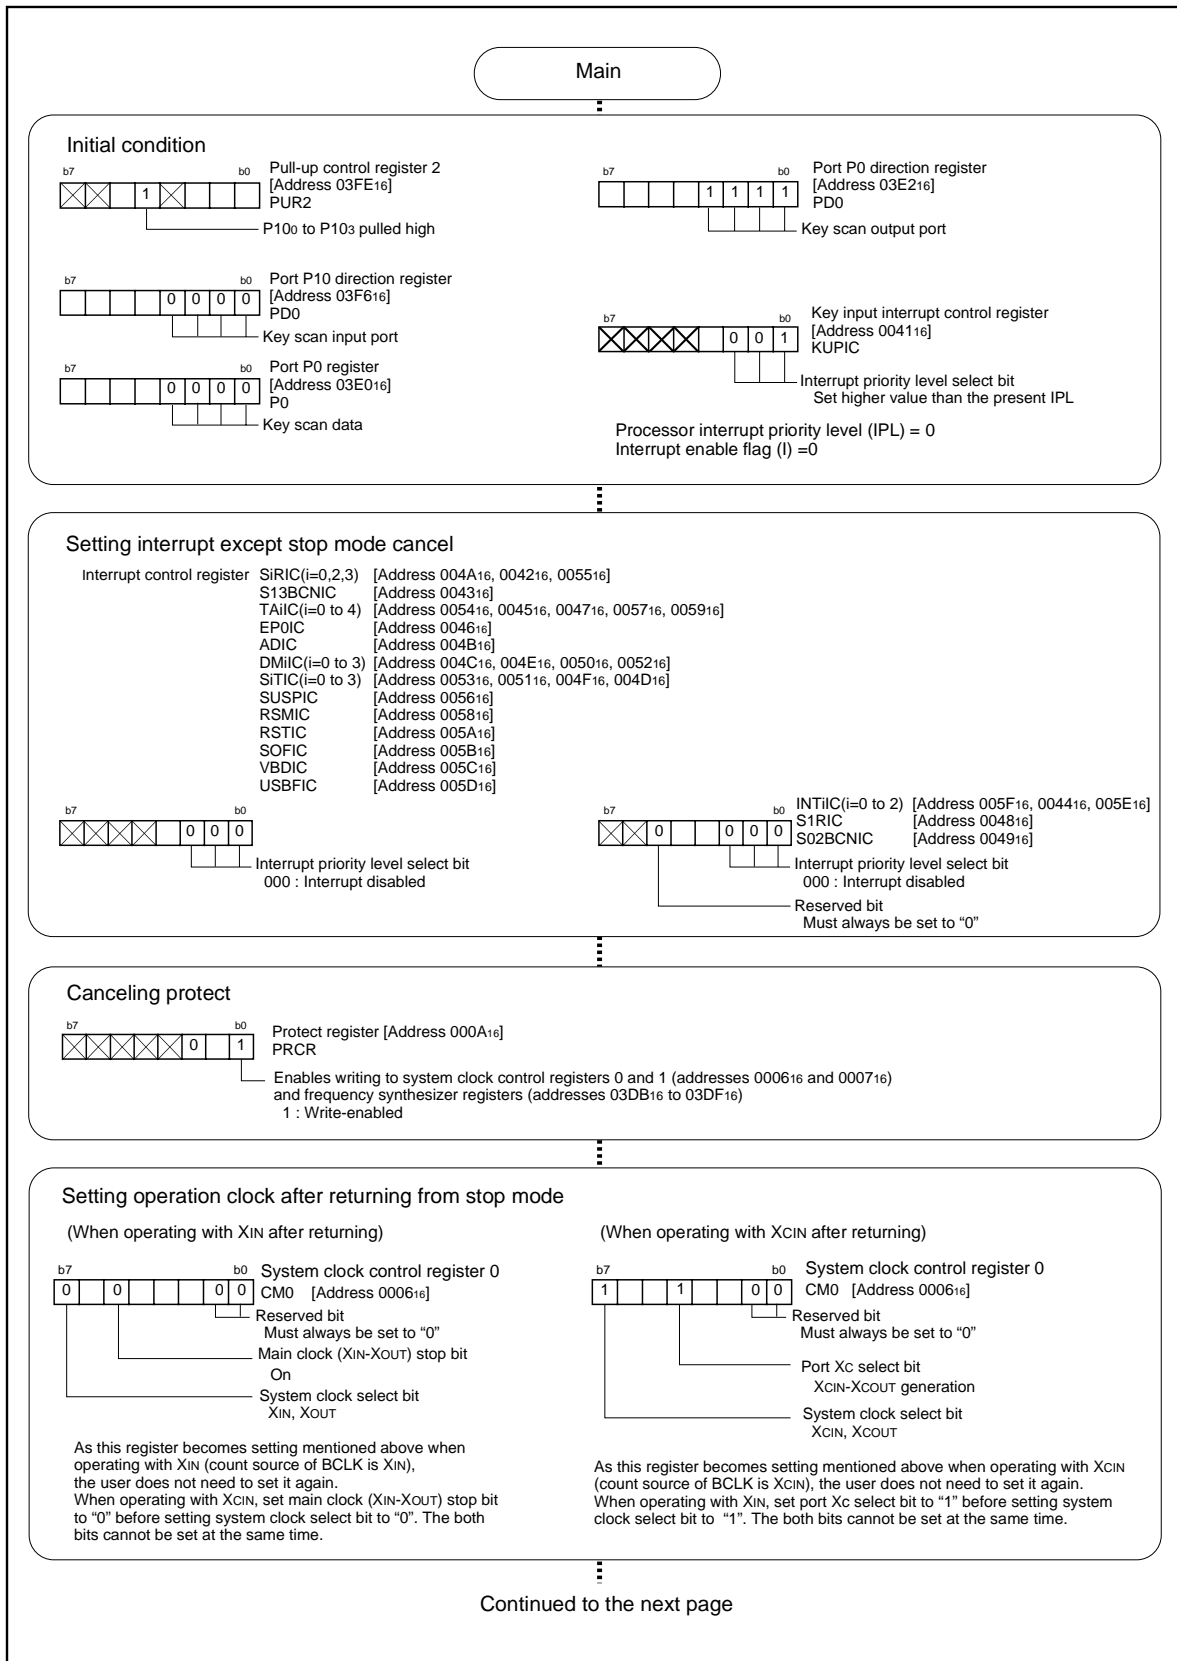 Main
Initial condition
b7 b0 Pull-up control register 2
[Address 03FE16]
1 PUR2
P100 to P103 pulled high
b7 b0 Port P0 direction register
[Address 03E216]
1 1 1 1 PD0
Key scan output port
b7 b0 Port P10 direction register
[Address 03F616]
0 0 0 0 PD0
Key scan input port
b7 b0 Key input interrupt control register
[Address 004116]
0 0 1 KUPIC
Interrupt priority level select bit
Set higher value than the present IPL
b7 b0 Port P0 register
[Address 03E016]
0 0 0 0 P0
Key scan data
Processor interrupt priority level (IPL) = 0
Interrupt enable flag (I) =0
Setting interrupt except stop mode cancel
Interrupt control register SiRIC(i=0,2,3) [Address 004A16, 004216, 005516]
S13BCNIC [Address 004316]
TAiIC(i=0 to 4) [Address 005416, 004516, 004716, 005716, 005916]
EP0IC [Address 004616]
ADIC [Address 004B16]
DMiIC(i=0 to 3) [Address 004C16, 004E16, 005016, 005216]
SiTIC(i=0 to 3) [Address 005316, 005116, 004F16, 004D16]
SUSPIC [Address 005616]
RSMIC [Address 005816]
RSTIC [Address 005A16]
SOFIC [Address 005B16]
VBDIC [Address 005C16]
USBFIC [Address 005D16]
b7 b0
0 0 0
Interrupt priority level select bit
000 : Interrupt disabled
b7 b0 INTiIC(i=0 to 2) [Address 005F16, 004416, 005E16]
S1RIC [Address 004816]
0 0 0 0 S02BCNIC [Address 004916]
Interrupt priority level select bit
000 : Interrupt disabled
Reserved bit
Must always be set to “0”
Canceling protect
b7 b0 Protect register [Address 000A16]
0 1 PRCR
Enables writing to system clock control registers 0 and 1 (addresses 000616 and 000716)
and frequency synthesizer registers (addresses 03DB16 to 03DF16)
1 : Write-enabled
Setting operation clock after returning from stop mode
(When operating with XIN after returning)
b7 b0 System clock control register 0
0 0 0 0 CM0 [Address 000616]
Reserved bit
Must always be set to “0”
Main clock (XIN-XOUT) stop bit
On
System clock select bit
XIN, XOUT
As this register becomes setting mentioned above when
operating with XIN (count source of BCLK is XIN),
the user does not need to set it again.
When operating with XCIN, set main clock (XIN-XOUT) stop bit
to “0” before setting system clock select bit to “0”. The both
bits cannot be set at the same time.
(When operating with XCIN after returning)
b7 b0 System clock control register 0
1 1 0 0 CM0 [Address 000616]
Reserved bit
Must always be set to “0”
Port XC select bit
XCIN-XCOUT generation
System clock select bit
XCIN, XCOUT
As this register becomes setting mentioned above when operating with XCIN
(count source of BCLK is XCIN), the user does not need to set it again.
When operating with XIN, set port Xc select bit to “1” before setting system
clock select bit to “1”. The both bits cannot be set at the same time.
Continued to the next page